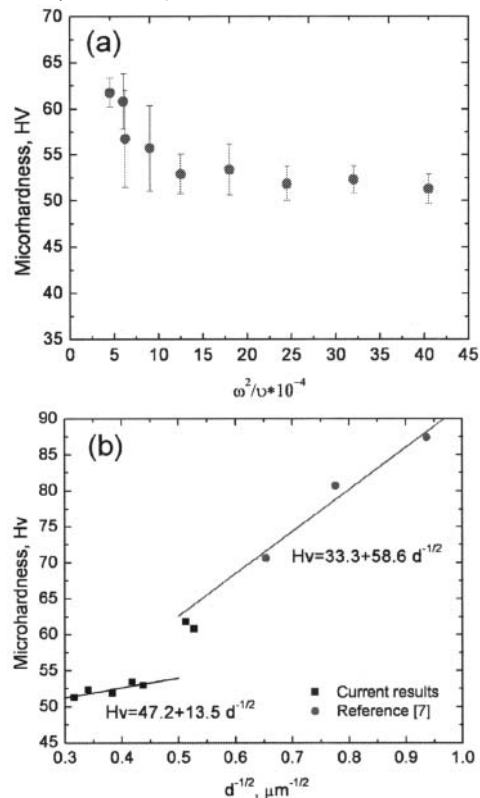 (a)
70
65
60
55
50
45
40
35
Micorhardness, HV
0 5 10 15 20 25 30 35 40 45
ω²/υ*10⁻⁴
(b)
90
85
80
75
70
65
60
55
50
45
Microhardness, Hv
Hv=33.3+58.6 d⁻¹/²
Current results
Reference [7]
Hv=47.2+13.5 d⁻¹/²
0.3 0.4 0.5 0.6 0.7 0.8 0.9 1.0
d⁻¹/², μm⁻¹/²